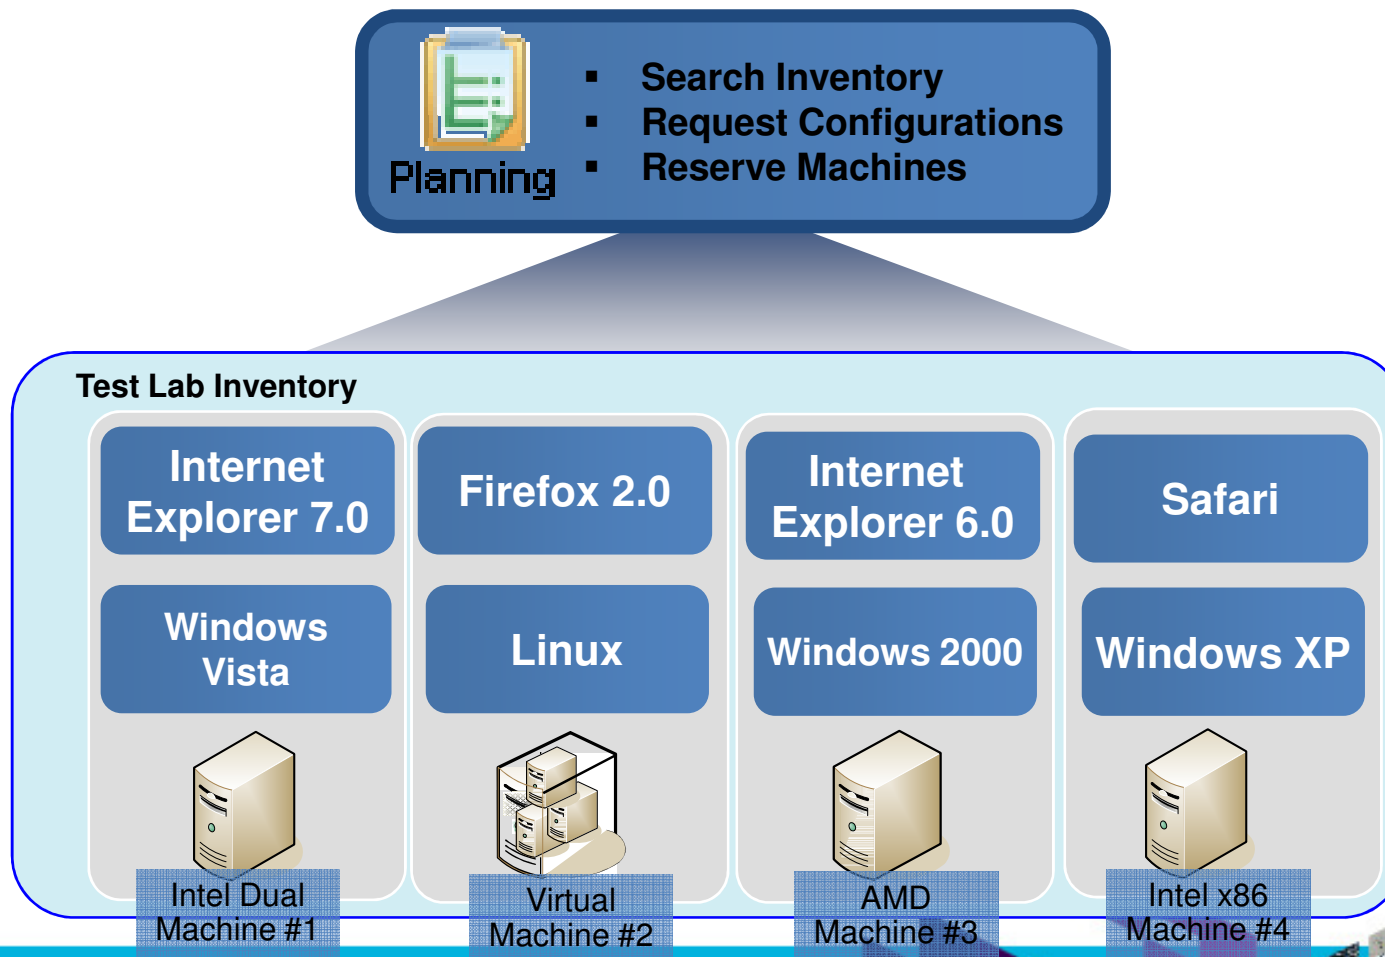 Planning
▪ Search Inventory
▪ Request Configurations
▪ Reserve Machines
Test Lab Inventory
Internet
Explorer 7.0
Firefox 2.0
Internet
Explorer 6.0
Safari
Windows
Vista
Linux
Windows 2000
Windows XP
Intel Dual
Machine #1
Virtual
Machine #2
AMD
Machine #3
Intel x86
Machine #4